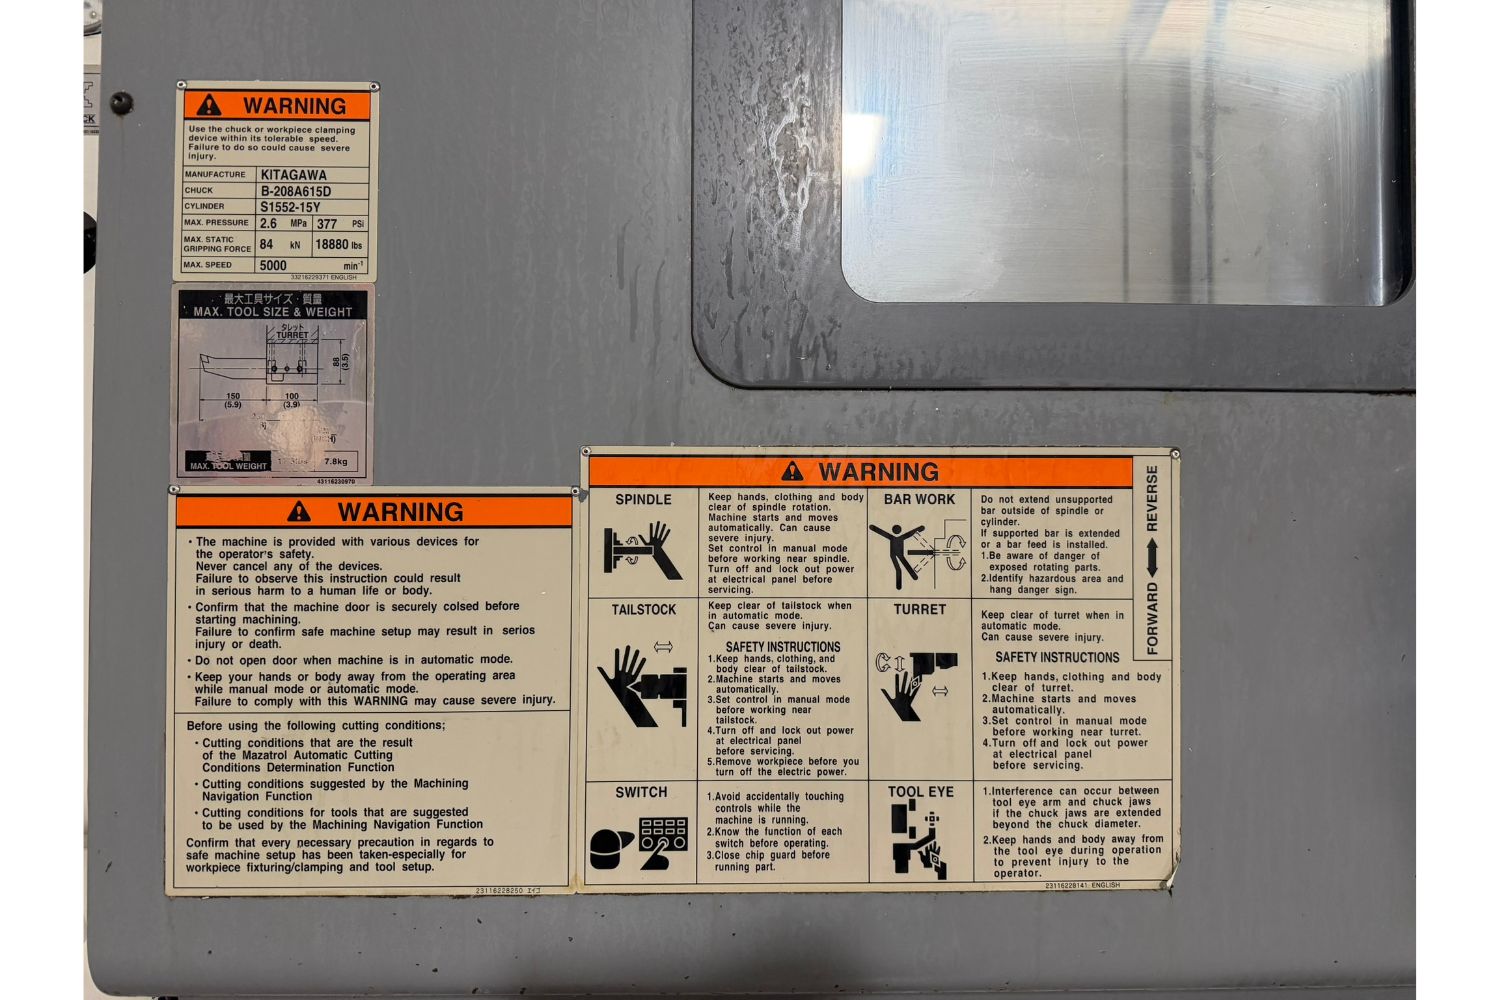 CK
WARNING
Use the chuck or workpiece clamping
device within its tolerable speed.
Failure to do so could cause severe
injury.
MANUFACTURE KITAGAWA
CHUCK B-208A615D
CYLINDER S1552-15Y
MAX. PRESSURE 2.6 MPa 377 PSi
MAX. STATIC
GRIPPING FORCE 84 kN 18880 lbs
MAX. SPEED 5000 min-1
33216229371 ENGLISH
最大工具サイズ・質量
MAX. TOOL SIZE & WEIGHT
タレット
TURRET
88
(3.5)
150 100
(5.9) (3.9)
MAX. TOOL WEIGHT 7.8kg
43116230970
WARNING
・The machine is provided with various devices for
the operator's safety.
Never cancel any of the devices.
Failure to observe this instruction could result
in serious harm to a human life or body.
・Confirm that the machine door is securely colsed before
starting machining.
Failure to confirm safe machine setup may result in serios
injury or death.
・Do not open door when machine is in automatic mode.
・Keep your hands or body away from the operating area
while manual mode or automatic mode.
Failure to comply with this WARNING may cause severe injury.
Before using the following cutting conditions;
・Cutting conditions that are the result
of the Mazatrol Automatic Cutting
Conditions Determination Function
・Cutting conditions suggested by the Machining
Navigation Function
・Cutting conditions for tools that are suggested
to be used by the Machining Navigation Function
Confirm that every necessary precaution in regards to
safe machine setup has been taken-especially for
workpiece fixturing/clamping and tool setup.
23116228250 エイゴ
WARNING
SPINDLE
Keep hands, clothing and body
clear of spindle rotation.
Machine starts and moves
automatically. Can cause
severe injury.
Set control in manual mode
before working near spindle.
Turn off and lock out power
at electrical panel before
servicing.
BAR WORK
Do not extend unsupported
bar outside of spindle or
cylinder.
If supported bar is extended
or a bar feed is installed.
1.Be aware of danger of
exposed rotating parts.
2.Identify hazardous area and
hang danger sign.
FORWARD ⟷ REVERSE
TAILSTOCK
Keep clear of tailstock when
in automatic mode.
Can cause severe injury.
SAFETY INSTRUCTIONS
1.Keep hands, clothing, and
body clear of tailstock.
2.Machine starts and moves
automatically.
3.Set control in manual mode
before working near
tailstock.
4.Turn off and lock out power
at electrical panel
before servicing.
5.Remove workpiece before you
turn off the electric power.
TURRET
Keep clear of turret when in
automatic mode.
Can cause severe injury.
SAFETY INSTRUCTIONS
1.Keep hands, clothing and body
clear of turret.
2.Machine starts and moves
automatically.
3.Set control in manual mode
before working near turret.
4.Turn off and lock out power
at electrical panel
before servicing.
SWITCH
1.Avoid accidentally touching
controls while the
machine is running.
2.Know the function of each
switch before operating.
3.Close chip guard before
running part.
TOOL EYE
1.Interference can occur between
tool eye arm and chuck jaws
if the chuck jaws are extended
beyond the chuck diameter.
2.Keep hands and body away from
the tool eye during operation
to prevent injury to the
operator.
23116229141 ENGLISH